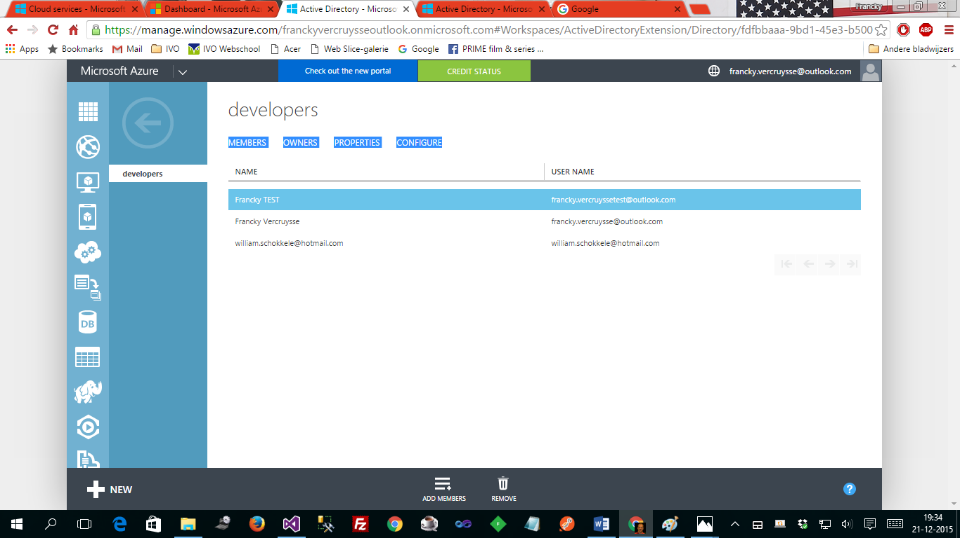 Cloud services - Microsoft
Dashboard - Microsoft Az
Active Directory - Microso
Active Directory - Microso
Google
Francky
https://manage.windowsazure.com/franckyvercruysseoutlook.onmicrosoft.com#Workspaces/ActiveDirectoryExtension/Directory/fdfbbaaa-9bd1-45e3-b500
ABP
Apps
Bookmarks
Mail
IVO
IVO Webschool
Acer
Web Slice-galerie
Google
PRIME film & series ...
Andere bladwijzers
Microsoft Azure
Check out the new portal
CREDIT STATUS
francky.vercruysse@outlook.com
developers
developers
MEMBERS OWNERS PROPERTIES CONFIGURE
NAME USER NAME
Francky TEST francky.vercruyssetest@outlook.com
Francky Vercruysse francky.vercruysse@outlook.com
william.schokkele@hotmail.com william.schokkele@hotmail.com
DB
NEW
ADD MEMBERS
REMOVE
?
19:34
21-12-2015